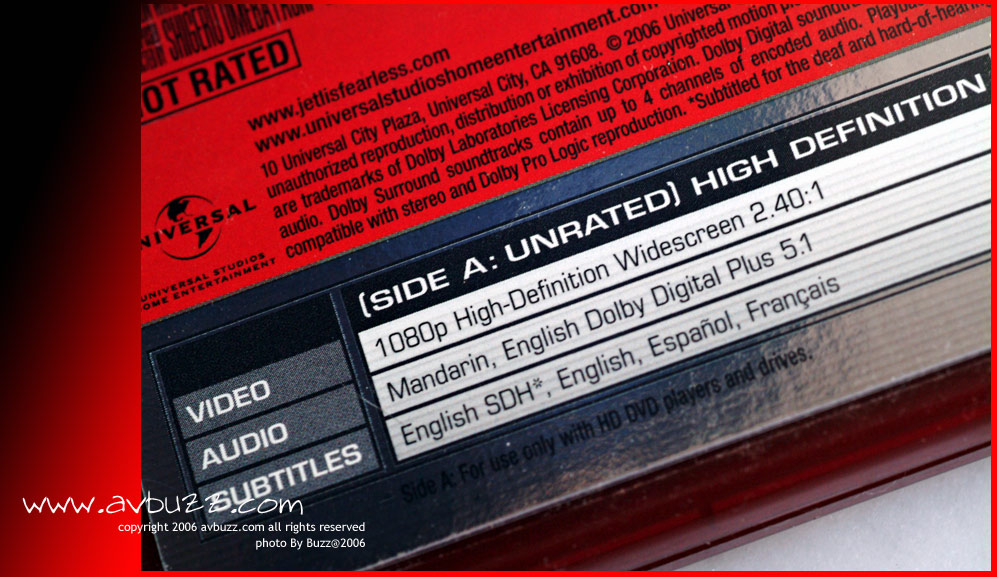 SHIGERU UMEBAYASHI
NOT RATED
www.jetlisfearless.com
www.universalstudioshomeentertainment.com
10 Universal City Plaza, Universal City, CA 91608. © 2006 Universal
unauthorized reproduction, distribution or exhibition of copyrighted motion
are trademarks of Dolby Laboratories Licensing Corporation. Dolby Digital
audio. Dolby Surround soundtracks contain up to 4 channels of encoded audio.
compatible with stereo and Dolby Pro Logic reproduction. *Subtitled for the deaf and hard-of-
UNIVERSAL
UNIVERSAL STUDIOS
HOME ENTERTAINMENT
(SIDE A: UNRATED) HIGH DEFINITION
VIDEO 1080p High-Definition Widescreen 2.40:1
AUDIO Mandarin, English Dolby Digital Plus 5.1
SUBTITLES English SDH*, English, Español, Français
Side A: For use only with HD DVD players and drives.
www.avbuzz.com
copyright 2006 avbuzz.com all rights reserved
photo By Buzz@2006